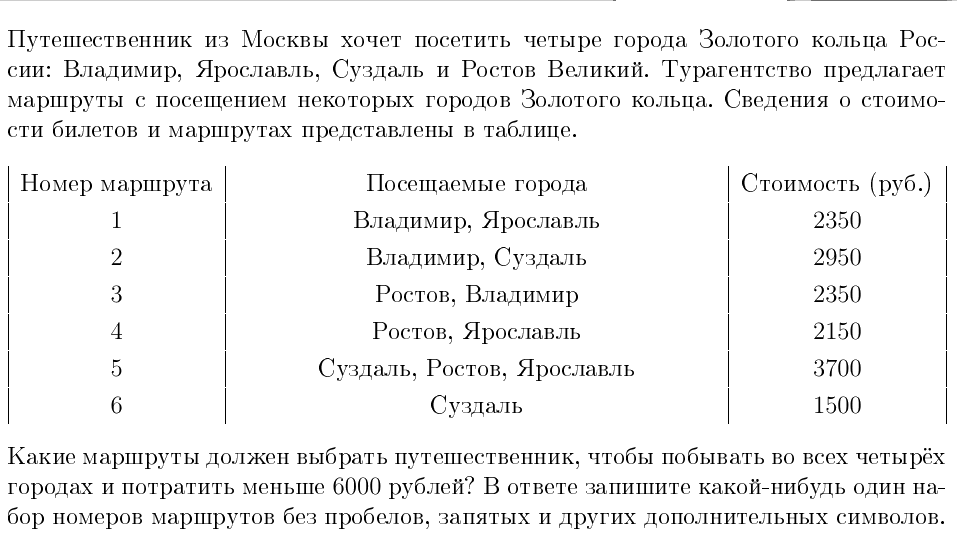 Путешественник из Москвы хочет посетить четыре города Золотого кольца Рос-
сии: Владимир, Ярославль, Суздаль и Ростов Великий. Турагентство предлагает
маршруты с посещением некоторых городов Золотого кольца. Сведения о стоимо-
сти билетов и маршрутах представлены в таблице.
Номер маршрута Посещаемые города Стоимость (руб.)
1 Владимир, Ярославль 2350
2 Владимир, Суздаль 2950
3 Ростов, Владимир 2350
4 Ростов, Ярославль 2150
5 Суздаль, Ростов, Ярославль 3700
6 Суздаль 1500
Какие маршруты должен выбрать путешественник, чтобы побывать во всех четырёх
городах и потратить меньше 6000 рублей? В ответе запишите какой-нибудь один на-
бор номеров маршрутов без пробелов, запятых и других дополнительных символов.